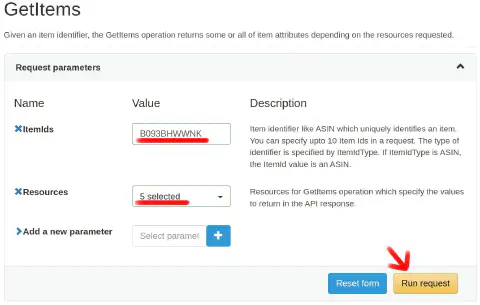 GetItems
Given an item identifier, the GetItems operation returns some or all of item attributes depending on the resources requested.
Request parameters
Name Value Description
ItemIds B093BHWWNK Item identifier like ASIN which uniquely identifies an item.
You can specify upto 10 item Ids in a request. The type of
identifier is specified by ItemIdType. If ItemIdType is ASIN,
the ItemId value is an ASIN.
Resources 5 selected Resources for GetItems operation which specify the values
to return in the API response.
Add a new parameter Select paramet
Reset form Run request